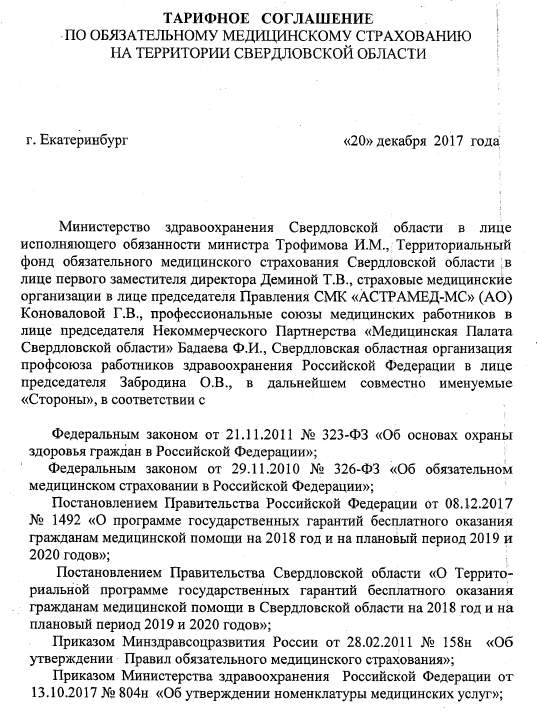 ТАРИФНОЕ СОГЛАШЕНИЕ
ПО ОБЯЗАТЕЛЬНОМУ МЕДИЦИНСКОМУ СТРАХОВАНИЮ
НА ТЕРРИТОРИИ СВЕРДЛОВСКОЙ ОБЛАСТИ
г. Екатеринбург «20» декабря 2017 года
Министерство здравоохранения Свердловской области в лице
исполняющего обязанности министра Трофимова И.М., Территориальный
фонд обязательного медицинского страхования Свердловской области в
лице первого заместителя директора Деминой Т.В., страховые медицинские
организации в лице председателя Правления СМК «АСТРАМЕД-МС» (АО)
Коноваловой Г.В., профессиональные союзы медицинских работников в
лице председателя Некоммерческого Партнерства «Медицинская Палата
Свердловской области» Бадаева Ф.И., Свердловская областная организация
профсоюза работников здравоохранения Российской Федерации в лице
председателя Забродина О.В., в дальнейшем совместно именуемые
«Стороны», в соответствии с
Федеральным законом от 21.11.2011 № 323-ФЗ «Об основах охраны
здоровья граждан в Российской Федерации»;
Федеральным законом от 29.11.2010 № 326-ФЗ «Об обязательном
медицинском страховании в Российской Федерации»;
Постановлением Правительства Российской Федерации от 08.12.2017
№ 1492 «О программе государственных гарантий бесплатного оказания
гражданам медицинской помощи на 2018 год и на плановый период 2019 и
2020 годов»;
Постановлением Правительства Свердловской области «О Террито-
риальной программе государственных гарантий бесплатного оказания
гражданам медицинской помощи в Свердловской области на 2018 год и на
плановый период 2019 и 2020 годов»;
Приказом Минздравсоцразвития России от 28.02.2011 № 158н «Об
утверждении Правил обязательного медицинского страхования»;
Приказом Министерства здравоохранения Российской Федерации от
13.10.2017 № 804н «Об утверждении номенклатуры медицинских услуг»;